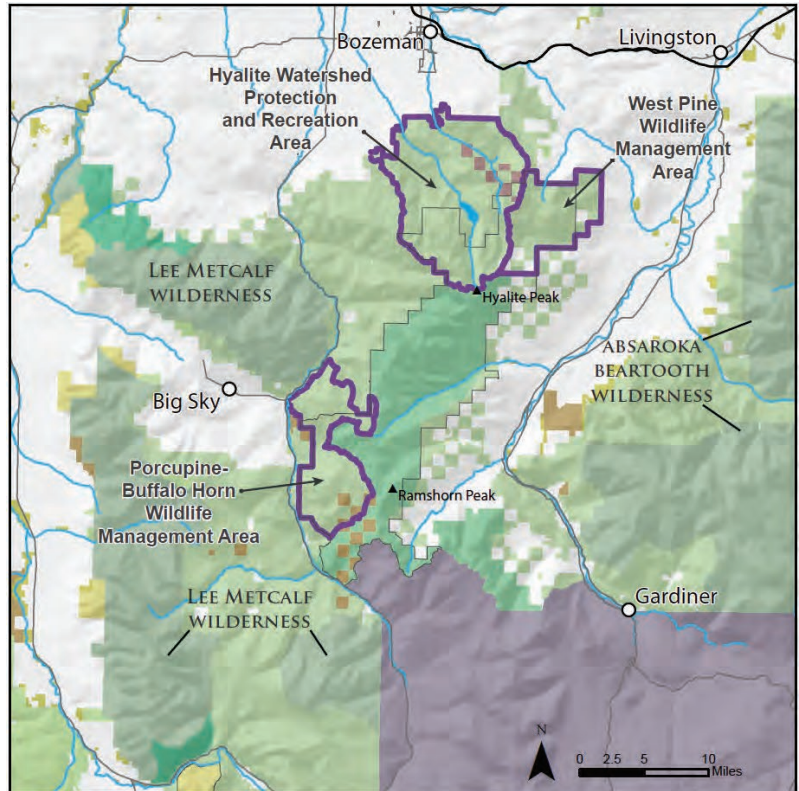 Bozeman
Livingston
Hyalite Watershed
Protection
and Recreation
Area
West Pine
Wildlife
Management
Area
LEE METCALF
WILDERNESS
Hyalite Peak
ABSAROKA
BEARTOOTH
WILDERNESS
Big Sky
Porcupine-
Buffalo Horn
Wildlife
Management Area
Ramshorn Peak
LEE METCALF
WILDERNESS
Gardiner
N
0 2.5 5 10
Miles